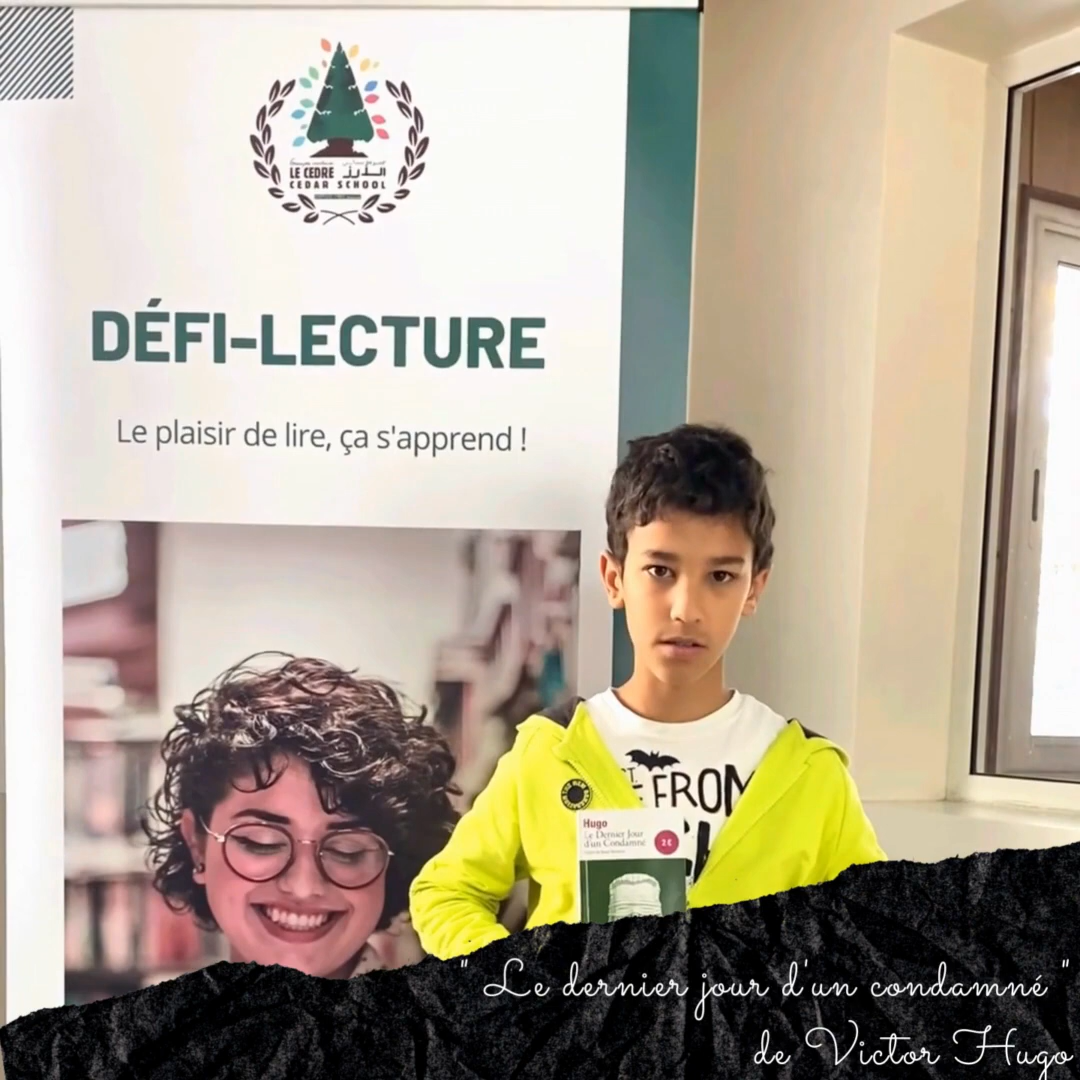 LE CEDRE الأرز
CEDAR SCHOOL
DÉFI-LECTURE
Le plaisir de lire, ça s'apprend !
FROM
Hugo
Le Dernier Jour
d'un Condamné
2€
" Le dernier jour d'un condamné "
de Victor Hugo